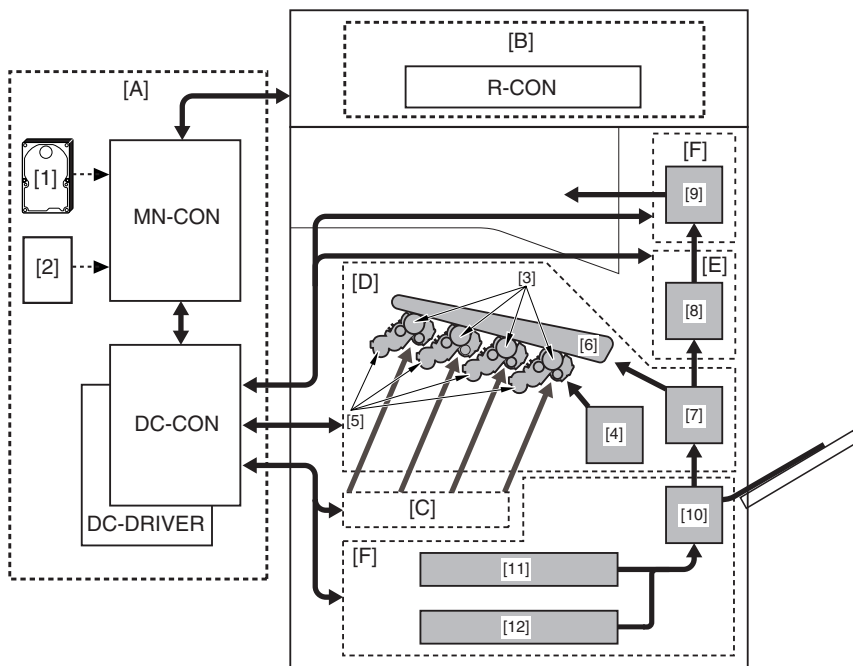 [B]
R-CON
[A]
[1]
MN-CON
[2]
[F]
[9]
[D]
[3]
[E]
[8]
[6]
[5]
[7]
[4]
DC-CON
DC-DRIVER
[C]
[10]
[F]
[11]
[12]